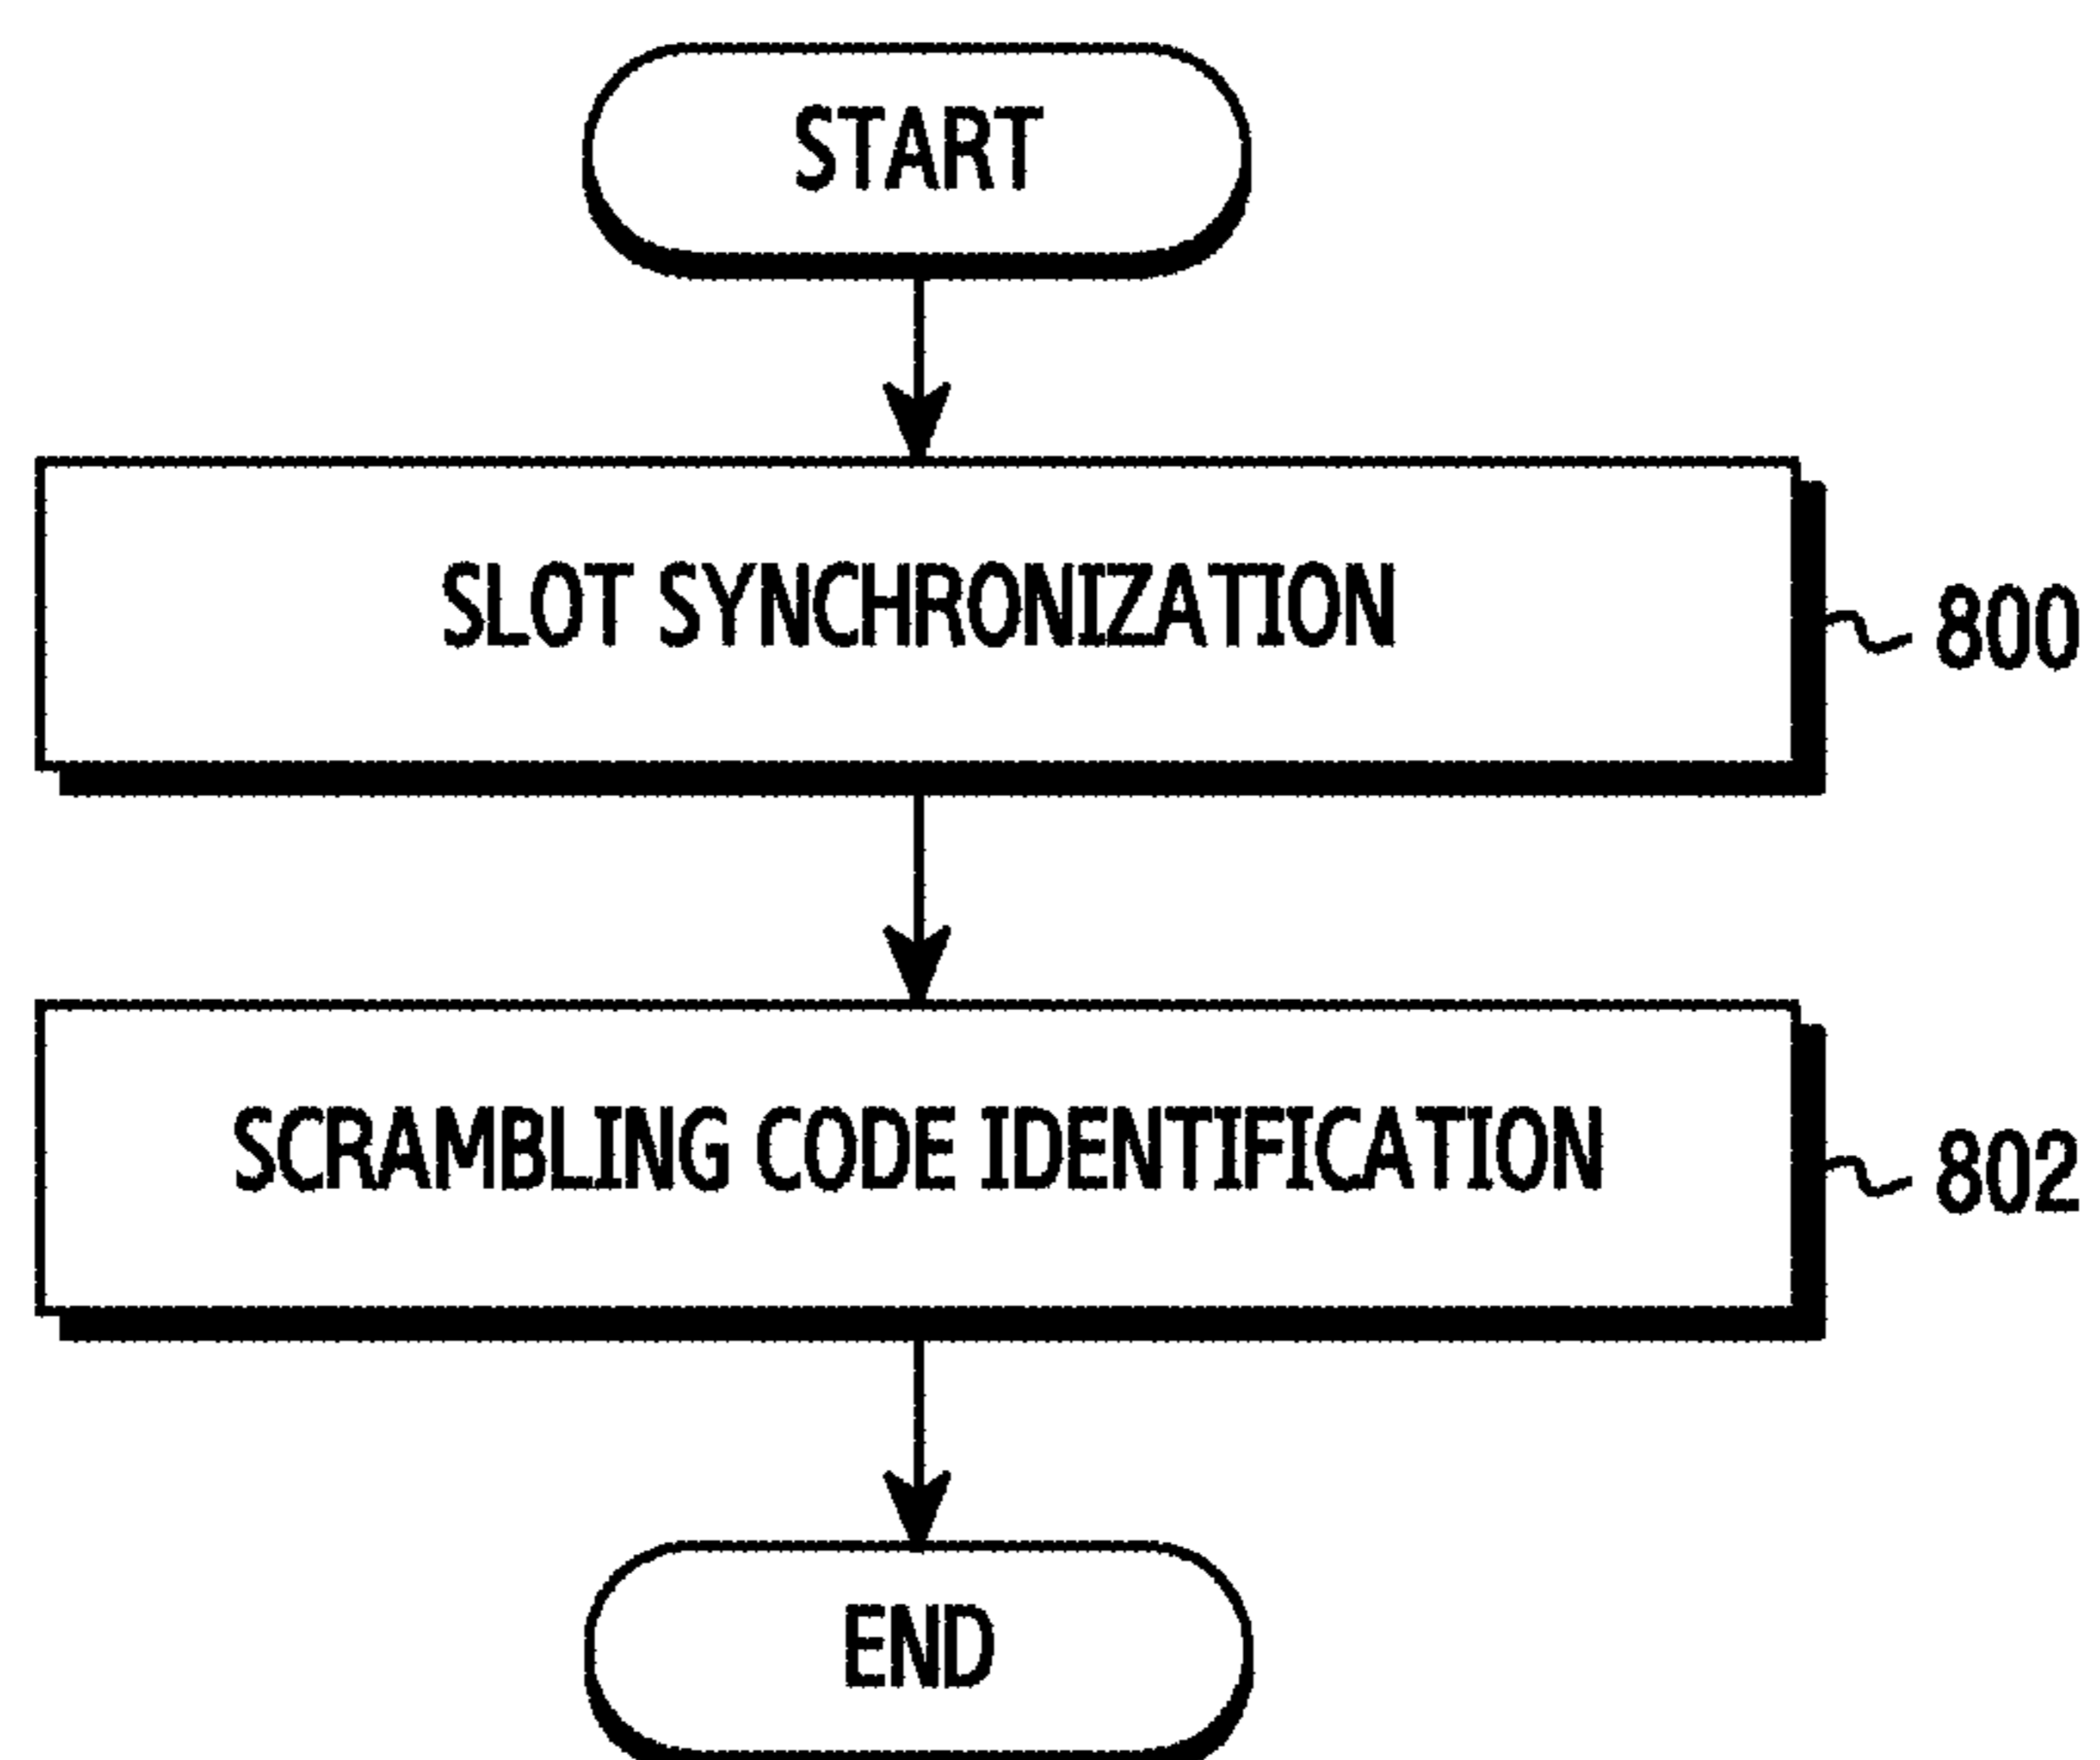 START
SLOT SYNCHRONIZATION
800
SCRAMBLING CODE IDENTIFICATION
802
END